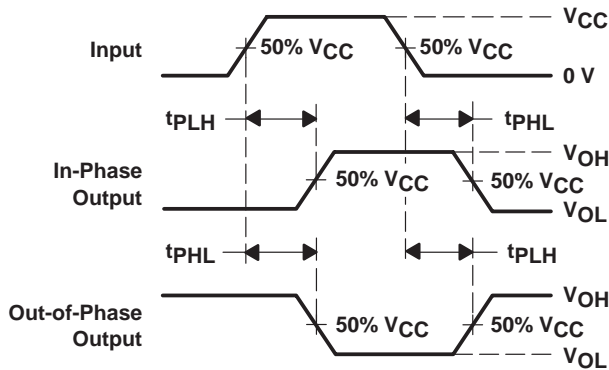 VCC
Input
50% VCC
50% VCC
0 V
tPLH
tPHL
In-Phase
Output
VOH
50% VCC
50% VCC
VOL
tPHL
tPLH
Out-of-Phase
Output
VOH
50% VCC
50% VCC
VOL